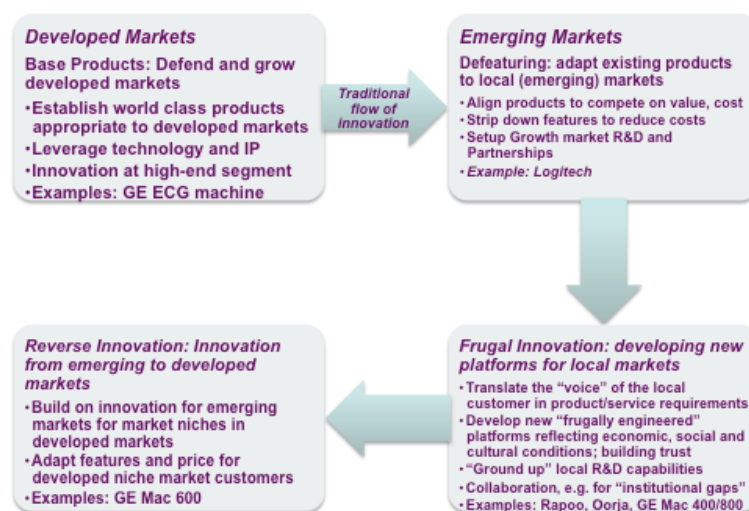 Developed Markets
Base Products: Defend and grow
developed markets
•Establish world class products
appropriate to developed markets
•Leverage technology and IP
•Innovation at high-end segment
•Examples: GE ECG machine
Traditional
flow of
innovation
Emerging Markets
Defeaturing: adapt existing products
to local (emerging) markets
•Align products to compete on value, cost
•Strip down features to reduce costs
•Setup Growth market R&D and
Partnerships
•Example: Logitech
Reverse Innovation: Innovation
from emerging to developed
markets
•Build on innovation for emerging
markets for market niches in
developed markets
•Adapt features and price for
developed niche market customers
•Examples: GE Mac 600
Frugal Innovation: developing new
platforms for local markets
•Translate the “voice” of the local
customer in product/service requirements
•Develop new “frugally engineered”
platforms reflecting economic, social and
cultural conditions; building trust
•“Ground up” local R&D capabilities
•Collaboration, e.g. for “institutional gaps”
•Examples: Rapoo, Oorja, GE Mac 400/800